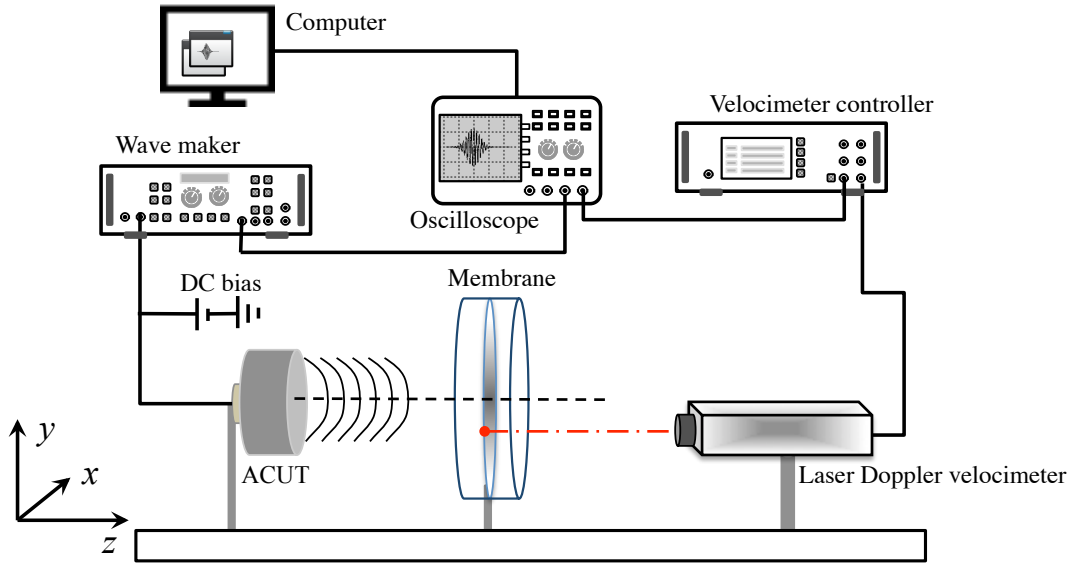 Computer
Velocimeter controller
Wave maker
Oscilloscope
DC bias
Membrane
y
x
z
ACUT
Laser Doppler velocimeter